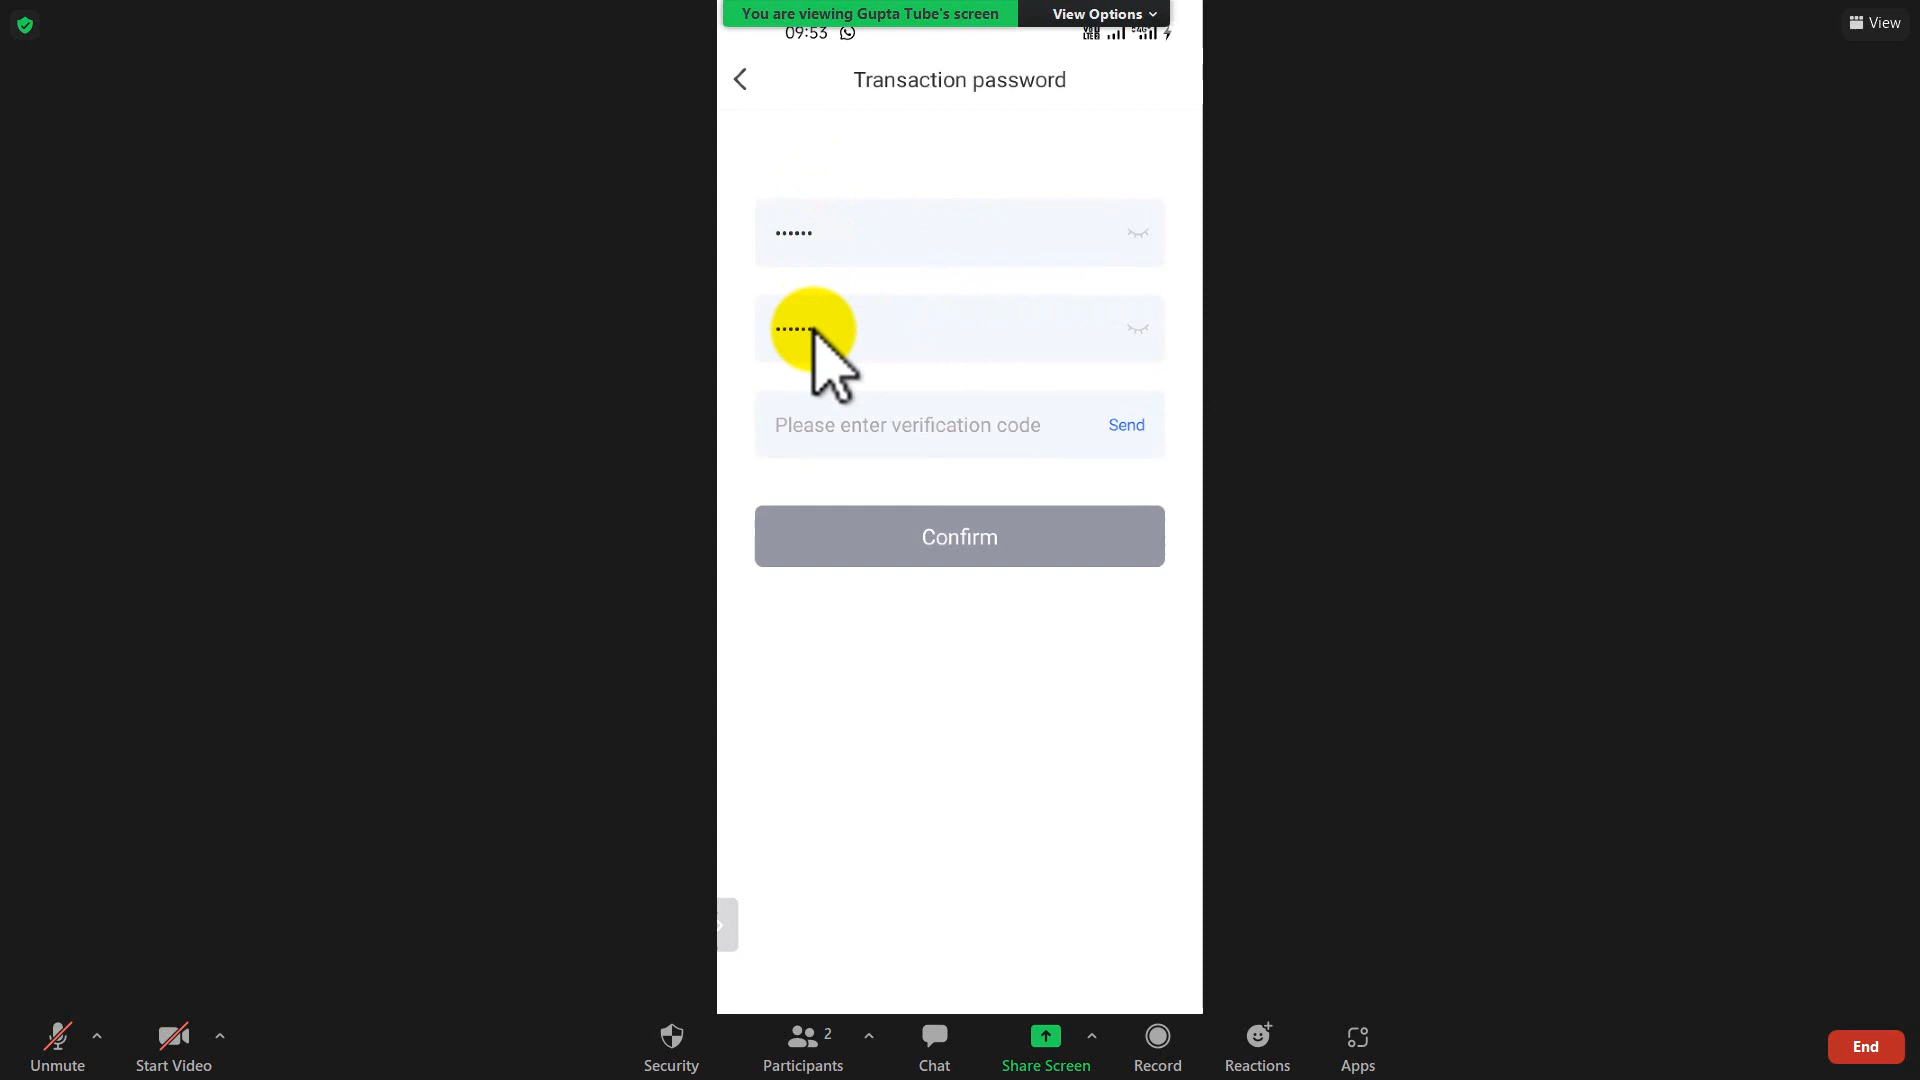 You are viewing Gupta Tube's screen
View Options
View
09:53
Transaction password
••••••
••••••
Please enter verification code
Send
Confirm
Unmute
Start Video
Security
2
Participants
Chat
Share Screen
Record
Reactions
Apps
End